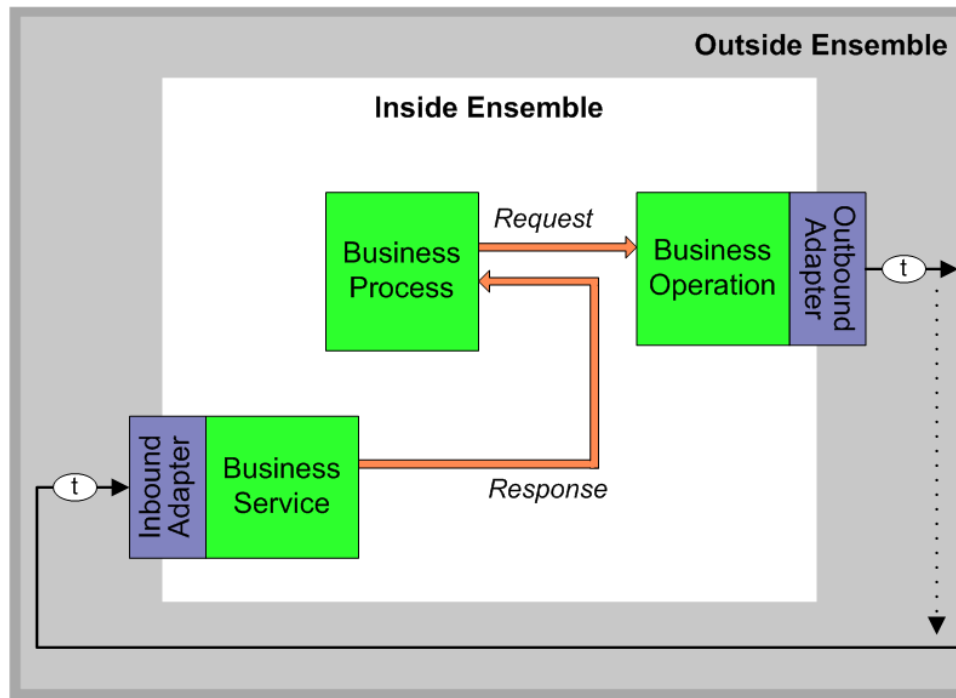 Outside Ensemble
Inside Ensemble
Business
Process
Request
Business
Operation
Outbound
Adapter
t
Inbound
Adapter
Business
Service
Response
t